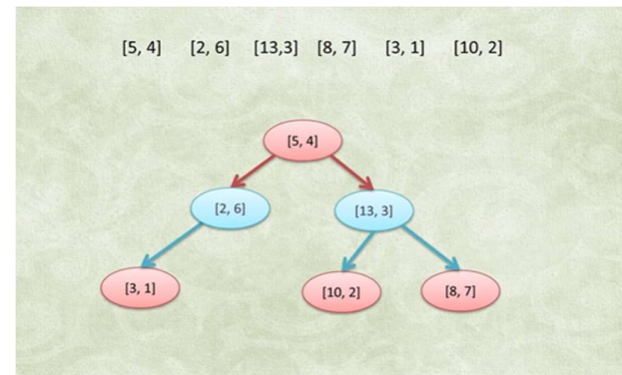 [5, 4] [2, 6] [13,3] [8, 7] [3, 1] [10, 2]
[5, 4]
[2, 6] [13, 3]
[3, 1] [10, 2] [8, 7]